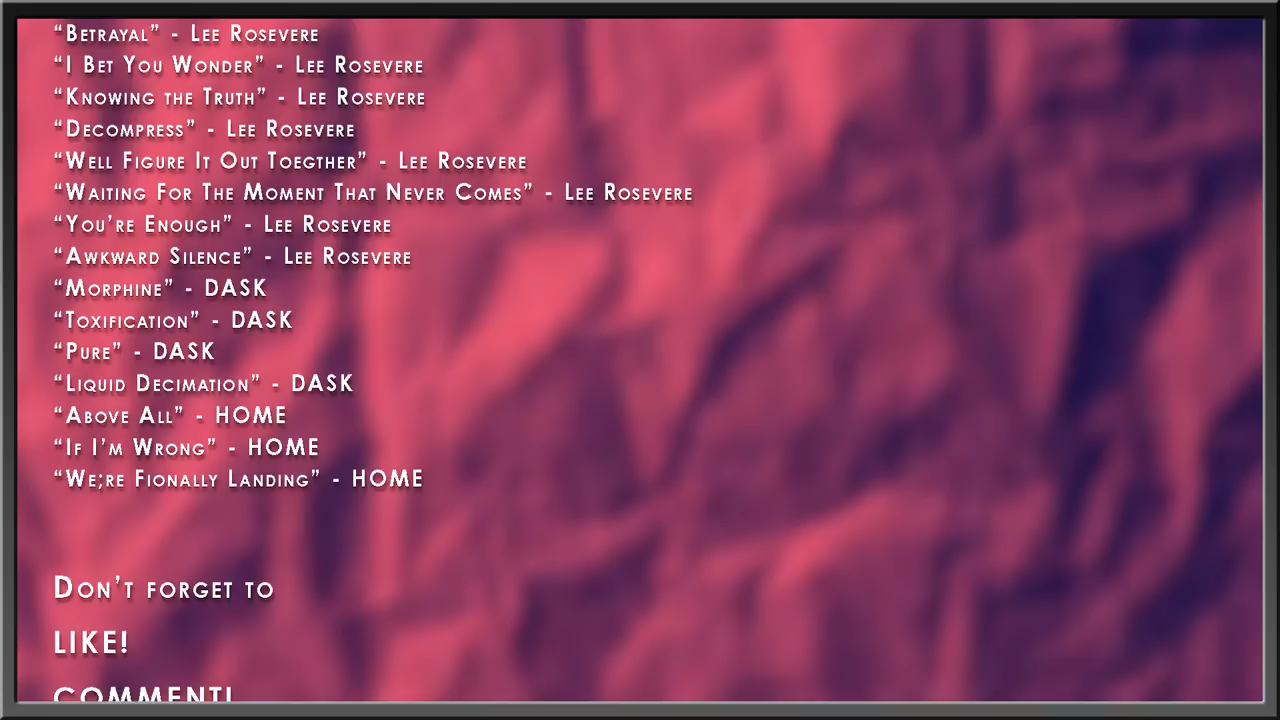 “Betrayal” - Lee Rosevere
“I Bet You Wonder” - Lee Rosevere
“Knowing the Truth” - Lee Rosevere
“Decompress” - Lee Rosevere
“Well Figure It Out Toegther” - Lee Rosevere
“Waiting For The Moment That Never Comes” - Lee Rosevere
“You’re Enough” - Lee Rosevere
“Awkward Silence” - Lee Rosevere
“Morphine” - DASK
“Toxification” - DASK
“Pure” - DASK
“Liquid Decimation” - DASK
“Above All” - HOME
“If I’m Wrong” - HOME
“We;re Fionally Landing” - HOME
Don’t forget to
LIKE!
COMMENT!